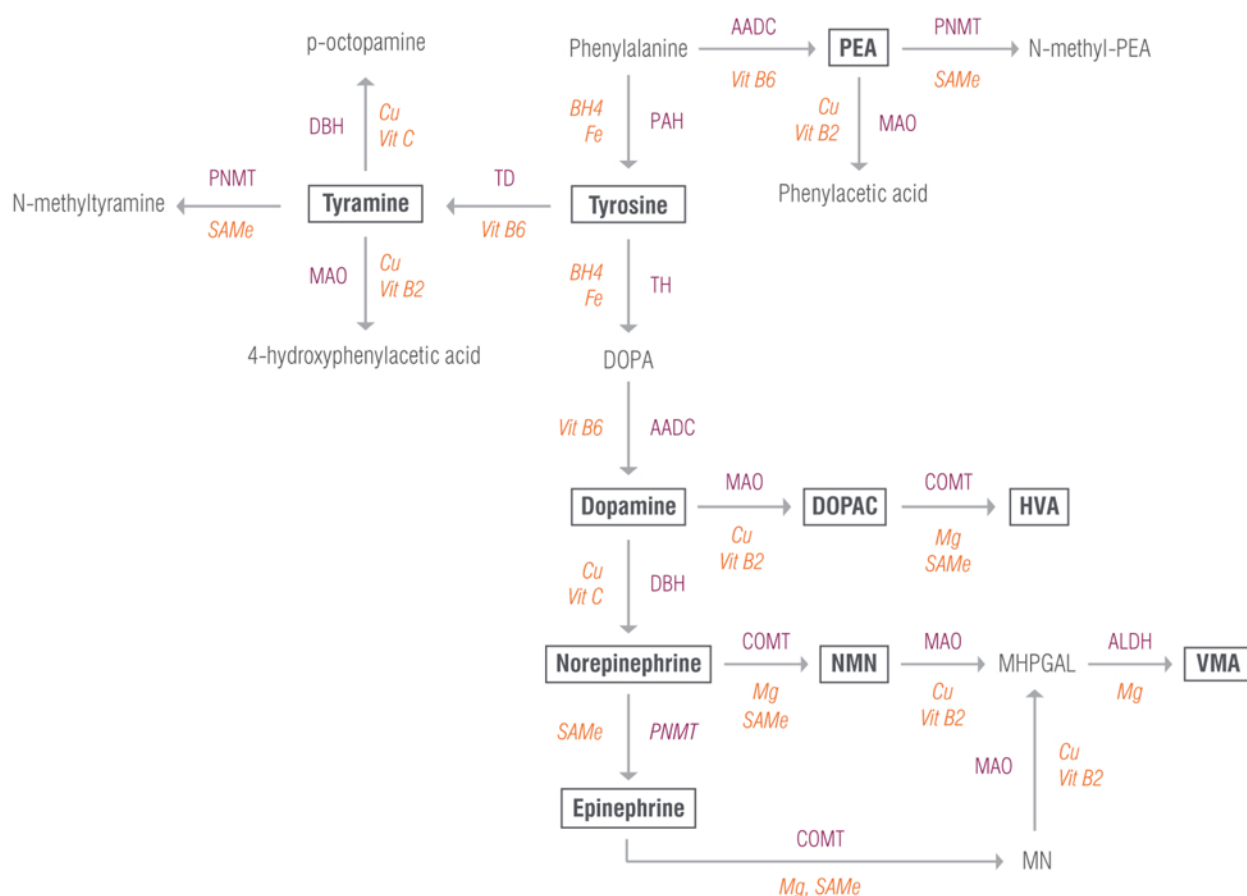 p-octopamine
Phenylalanine
AADC
Vit B6
PEA
PNMT
SAMe
N-methyl-PEA
DBH
Cu
Vit C
BH4
Fe
PAH
Cu
Vit B2
MAO
Phenylacetic acid
N-methyltyramine
PNMT
SAMe
Tyramine
TD
Vit B6
Tyrosine
MAO
Cu
Vit B2
BH4
Fe
TH
4-hydroxyphenylacetic acid
DOPA
Vit B6
AADC
Dopamine
MAO
Cu
Vit B2
DOPAC
COMT
Mg
SAMe
HVA
Cu
Vit C
DBH
Norepinephrine
COMT
Mg
SAMe
NMN
MAO
Cu
Vit B2
MHPGAL
ALDH
Mg
VMA
SAMe
PNMT
MAO
Cu
Vit B2
Epinephrine
COMT
Mg, SAMe
MN